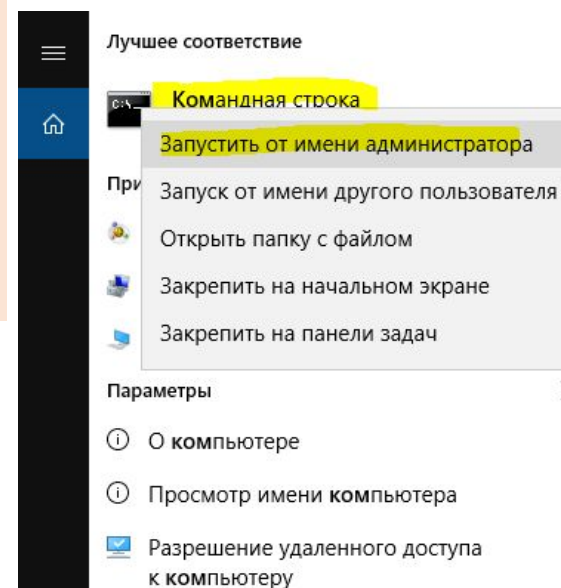 Лучшее соответствие
C:\_
Командная строка
Запустить от имени администратора
При
Запуск от имени другого пользователя
Открыть папку с файлом
Закрепить на начальном экране
Закрепить на панели задач
Параметры
О компьютере
Просмотр имени компьютера
Разрешение удаленного доступа
к компьютеру